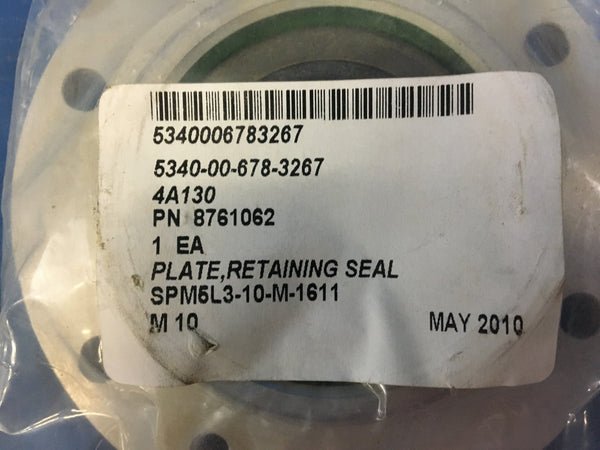 5340006783267
5340-00-678-3267
4A130
PN 8761062
1 EA
PLATE,RETAINING SEAL
SPM5L3-10-M-1611
M 10 MAY 2010